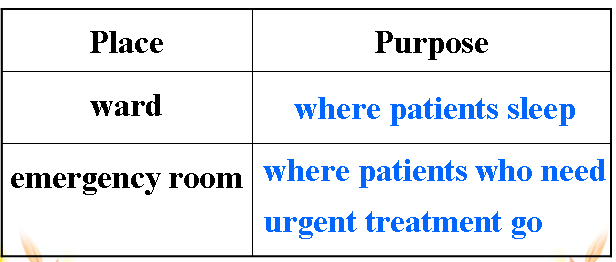 Place Purpose
ward where patients sleep
emergency room where patients who need
urgent treatment go